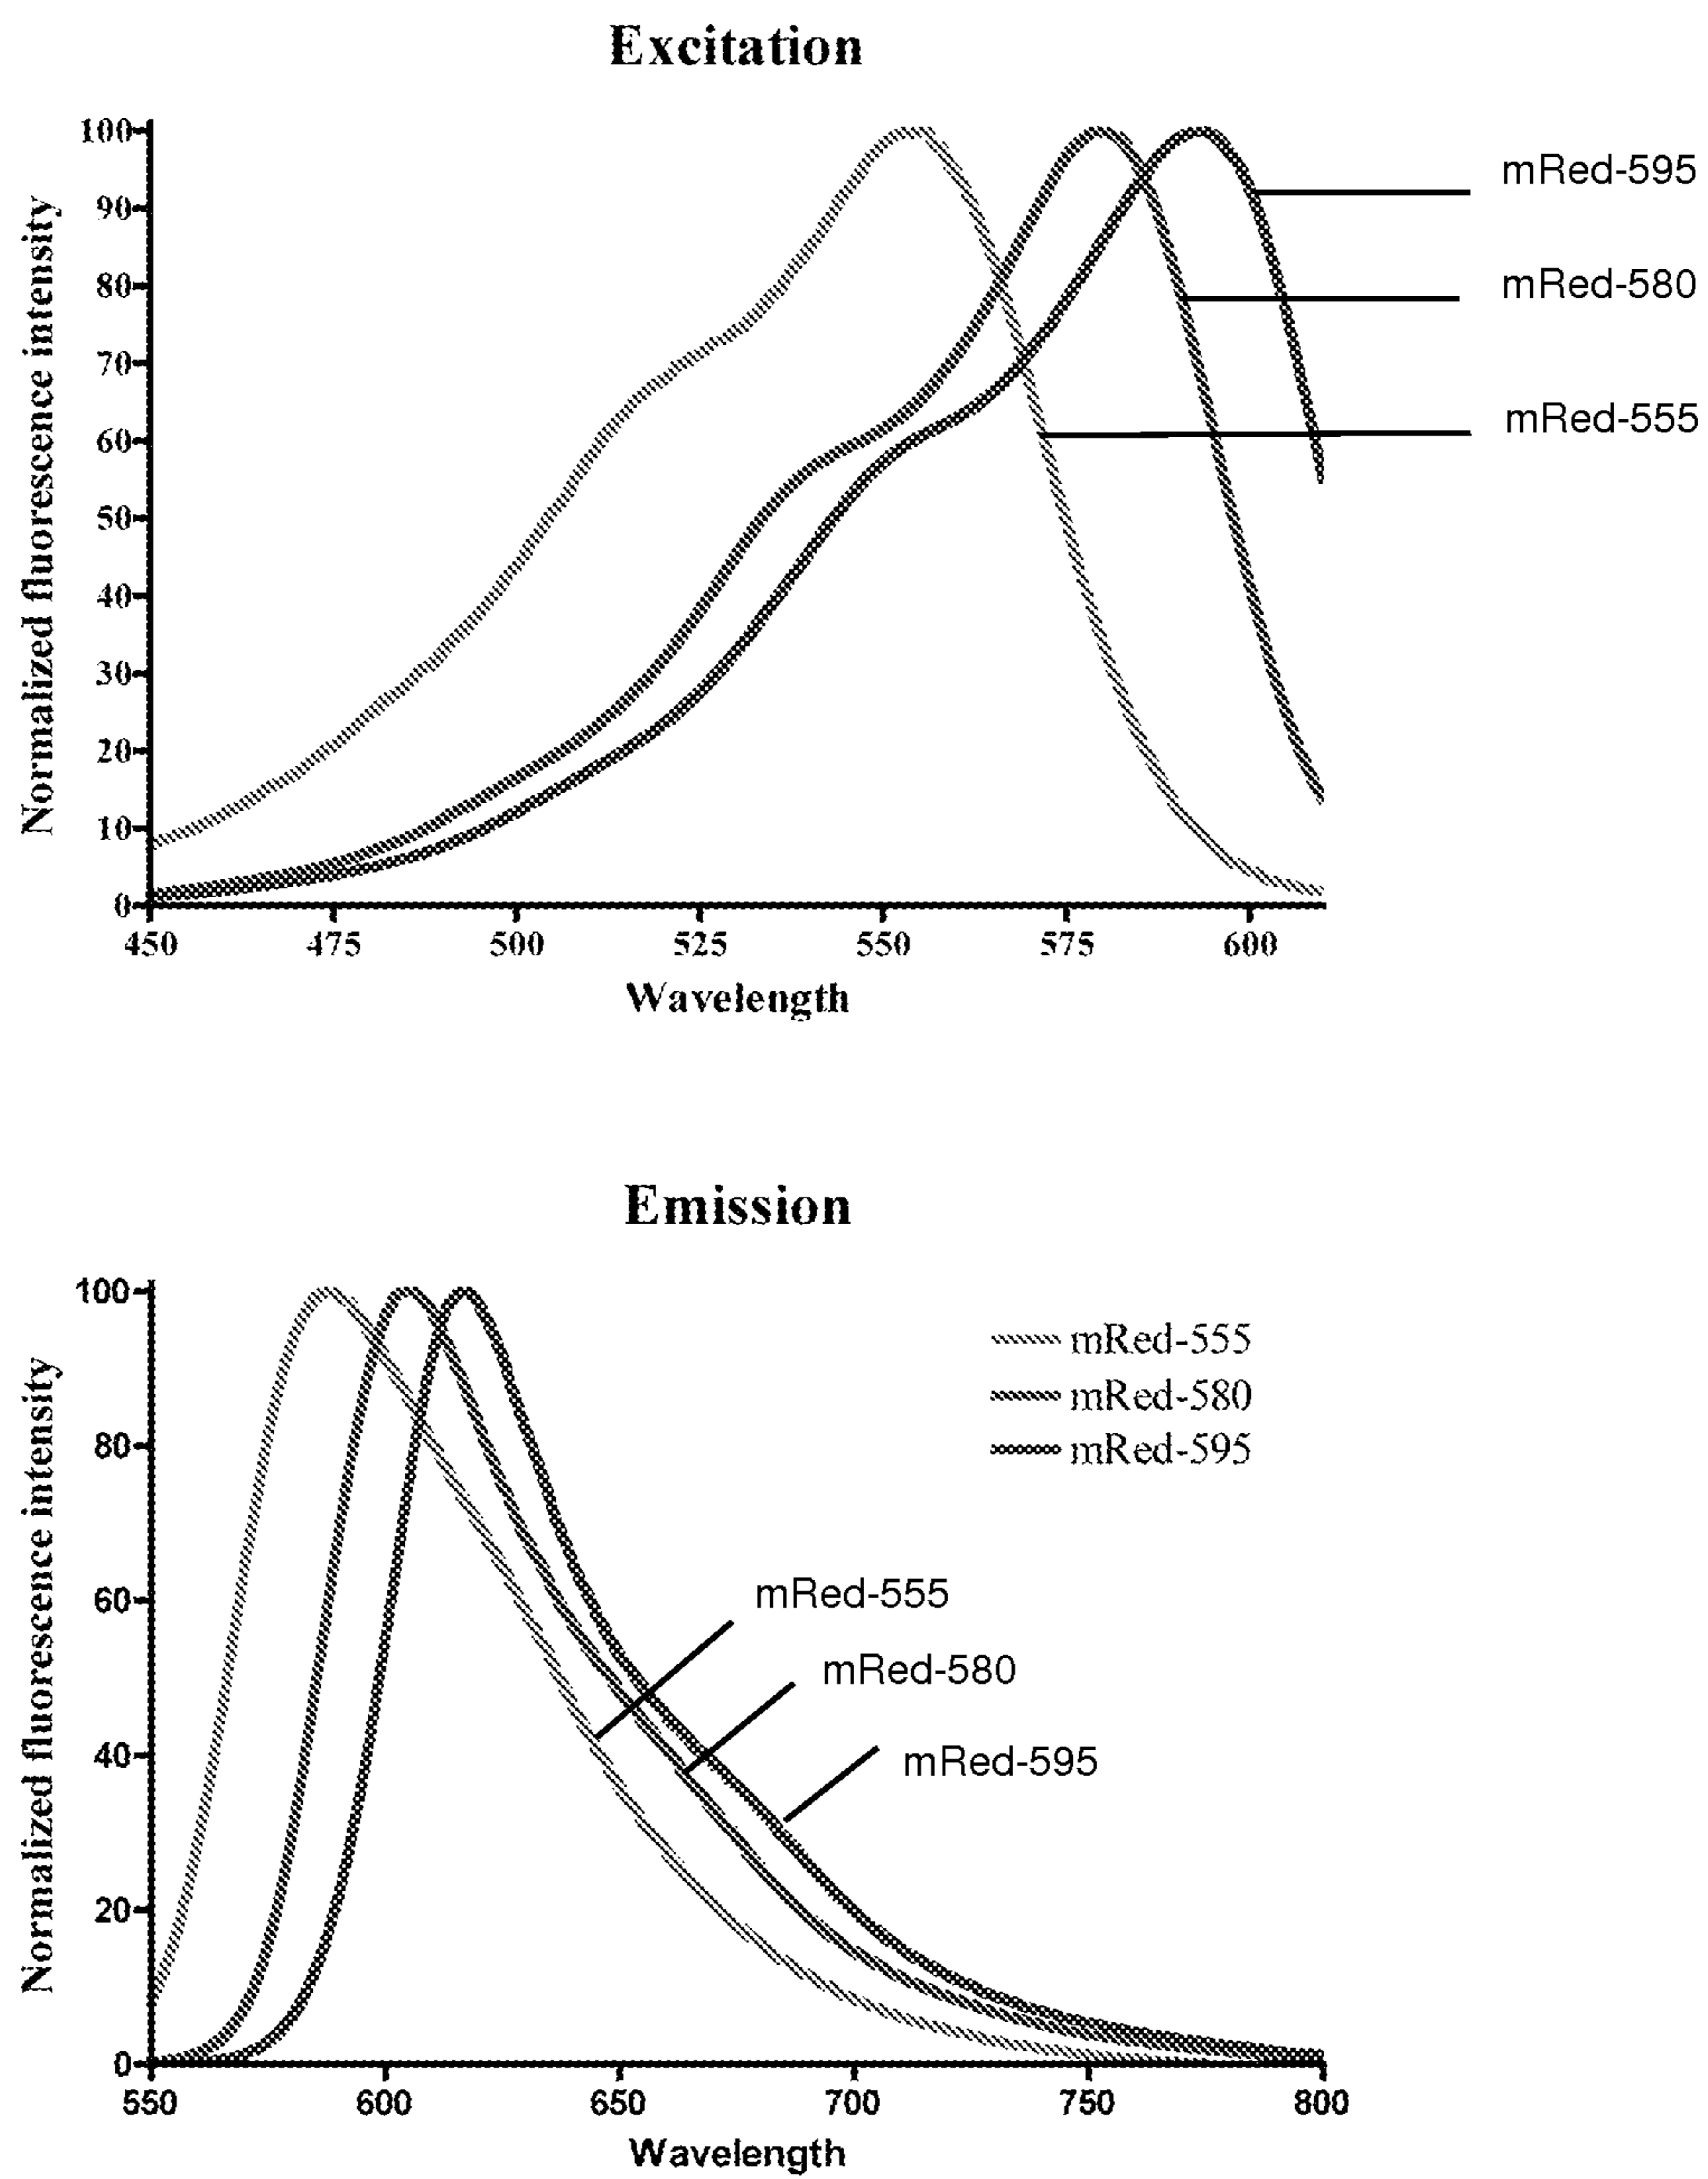 Excitation
Normalized fluorescence intensity
100
90
80
70
60
50
40
30
20
10
0
450 475 500 525 550 575 600
Wavelength
mRed-595
mRed-580
mRed-555
Emission
Normalized fluorescence intensity
100
80
60
40
20
0
550 600 650 700 750 800
Wavelength
mRed-555
mRed-580
mRed-595
mRed-555
mRed-580
mRed-595